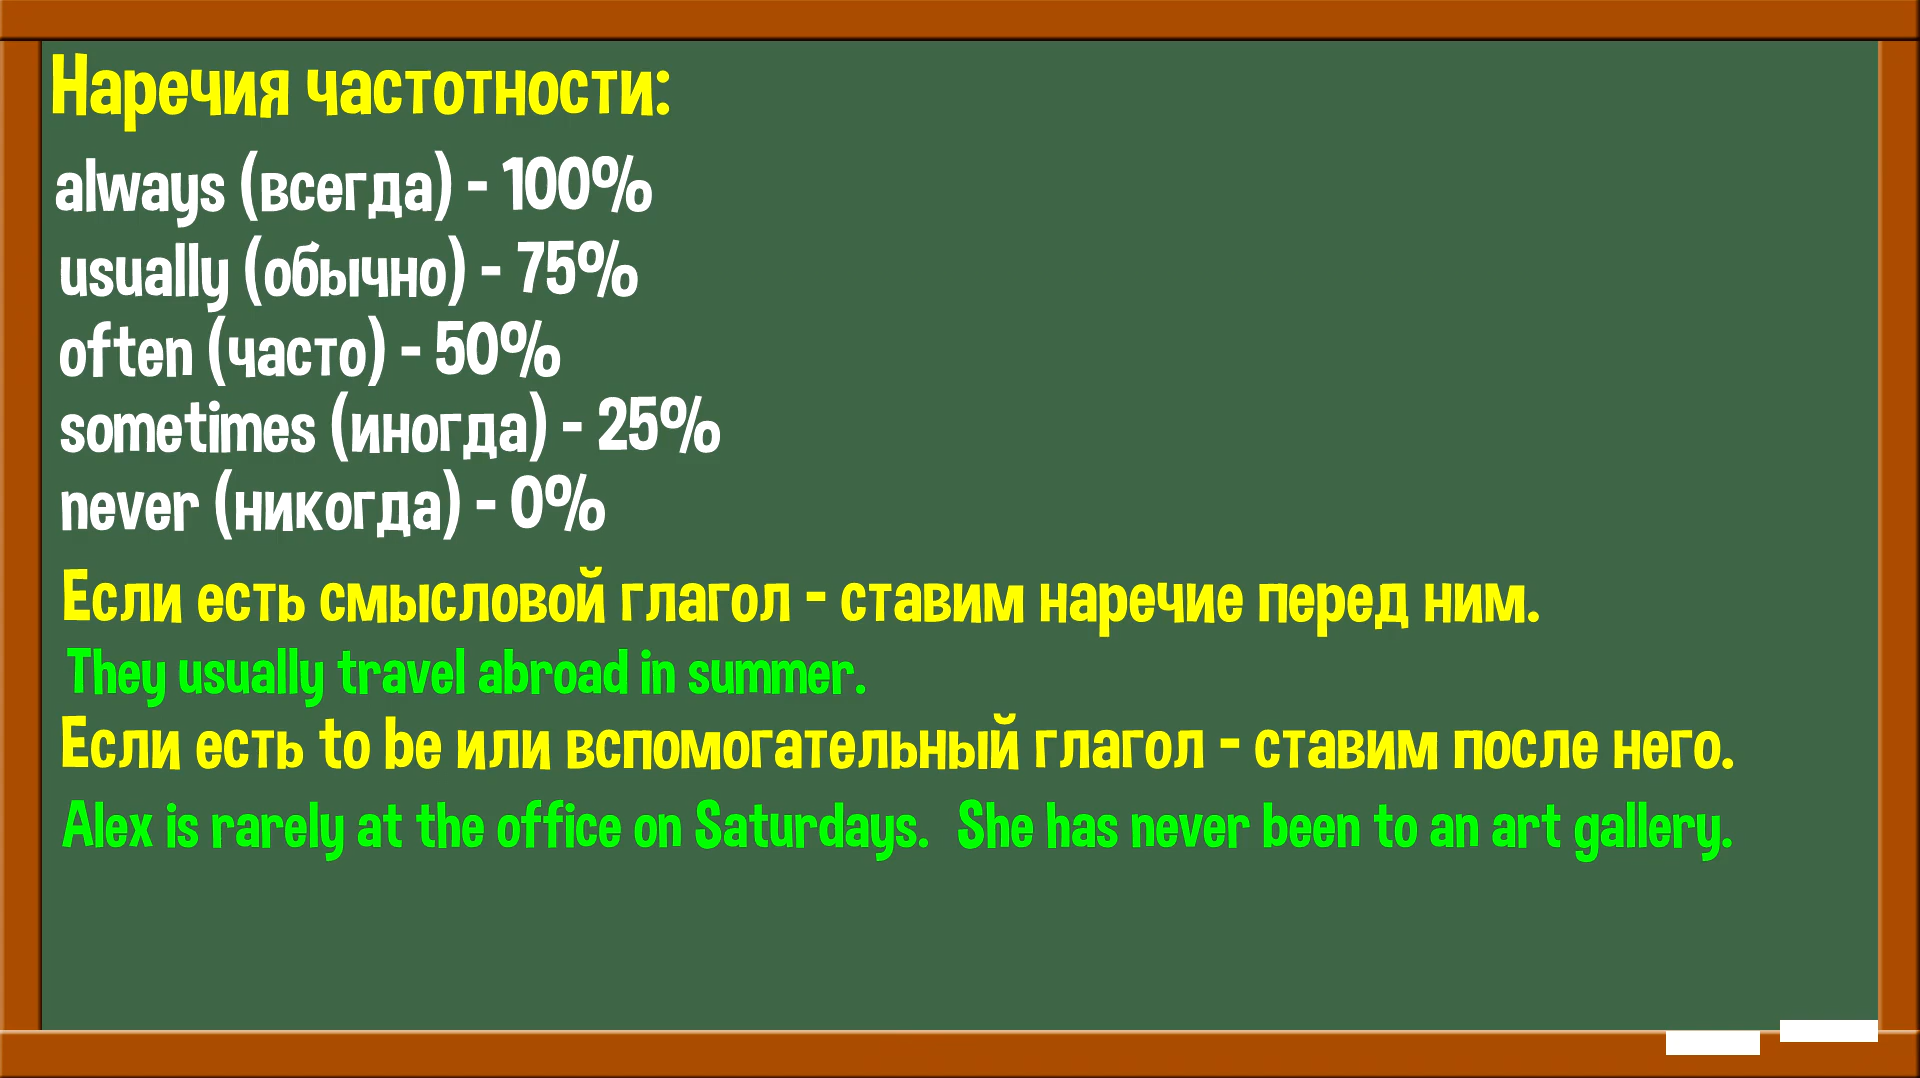 Наречия частотности:
always (всегда) - 100%
usually (обычно) - 75%
often (часто) - 50%
sometimes (иногда) - 25%
never (никогда) - 0%
Если есть смысловой глагол - ставим наречие перед ним.
They usually travel abroad in summer.
Если есть to be или вспомогательный глагол - ставим после него.
Alex is rarely at the office on Saturdays. She has never been to an art gallery.